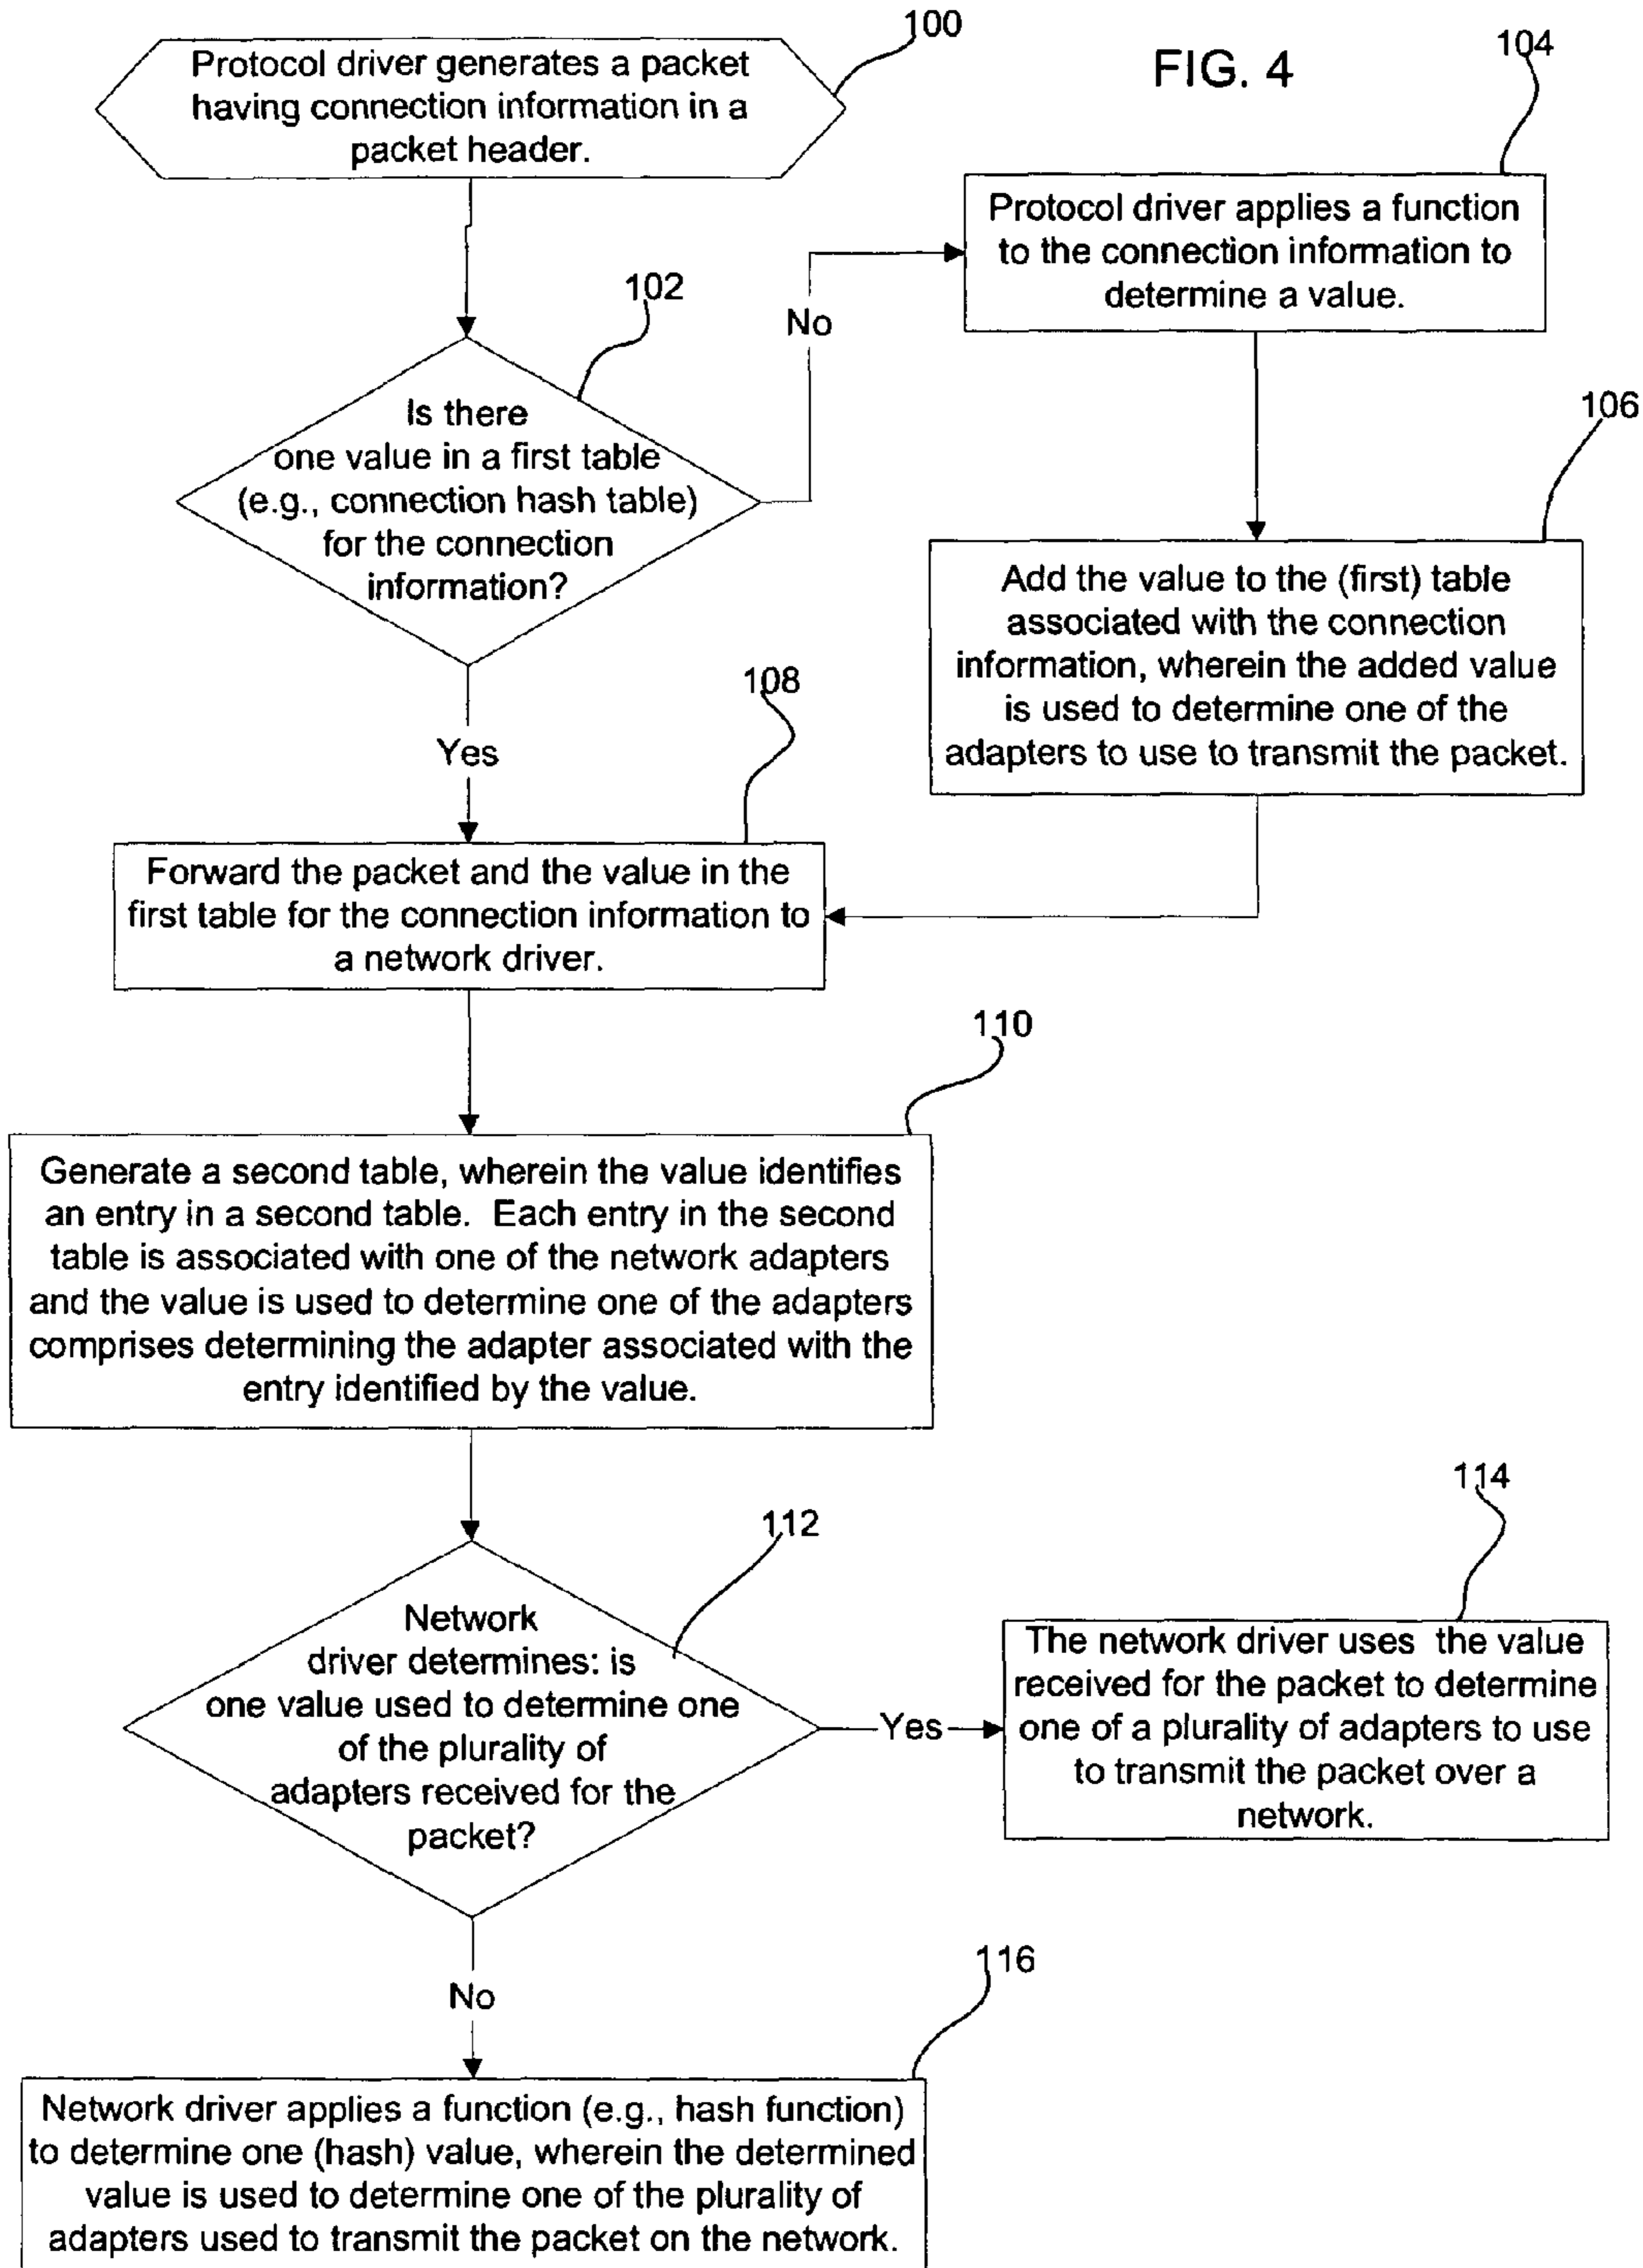 100
FIG. 4
104
Protocol driver generates a packet
having connection information in a
packet header.
Protocol driver applies a function
to the connection information to
determine a value.
102
No
Is there
one value in a first table
(e.g., connection hash table)
for the connection
information?
106
Add the value to the (first) table
associated with the connection
information, wherein the added value
is used to determine one of the
adapters to use to transmit the packet.
Yes
108
Forward the packet and the value in the
first table for the connection information to
a network driver.
110
Generate a second table, wherein the value identifies
an entry in a second table. Each entry in the second
table is associated with one of the network adapters
and the value is used to determine one of the adapters
comprises determining the adapter associated with the
entry identified by the value.
112
Network
driver determines: is
one value used to determine one
of the plurality of
adapters received for the
packet?
Yes
114
The network driver uses the value
received for the packet to determine
one of a plurality of adapters to use
to transmit the packet over a
network.
No
116
Network driver applies a function (e.g., hash function)
to determine one (hash) value, wherein the determined
value is used to determine one of the plurality of
adapters used to transmit the packet on the network.